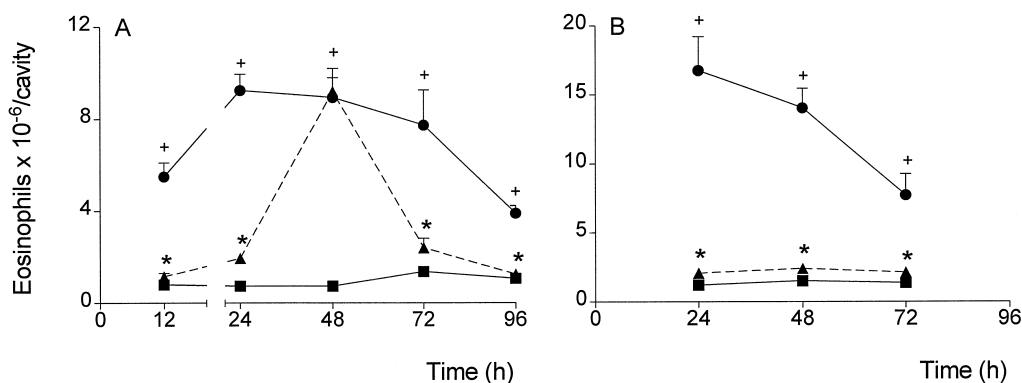 A
B
Eosinophils x 10⁻⁶/cavity
12
8
4
0
0 12 24 48 72 96
Time (h)
20
15
10
5
0
0 24 48 72 96
Time (h)
+ + + + +
* * * *
+ + +
* * *